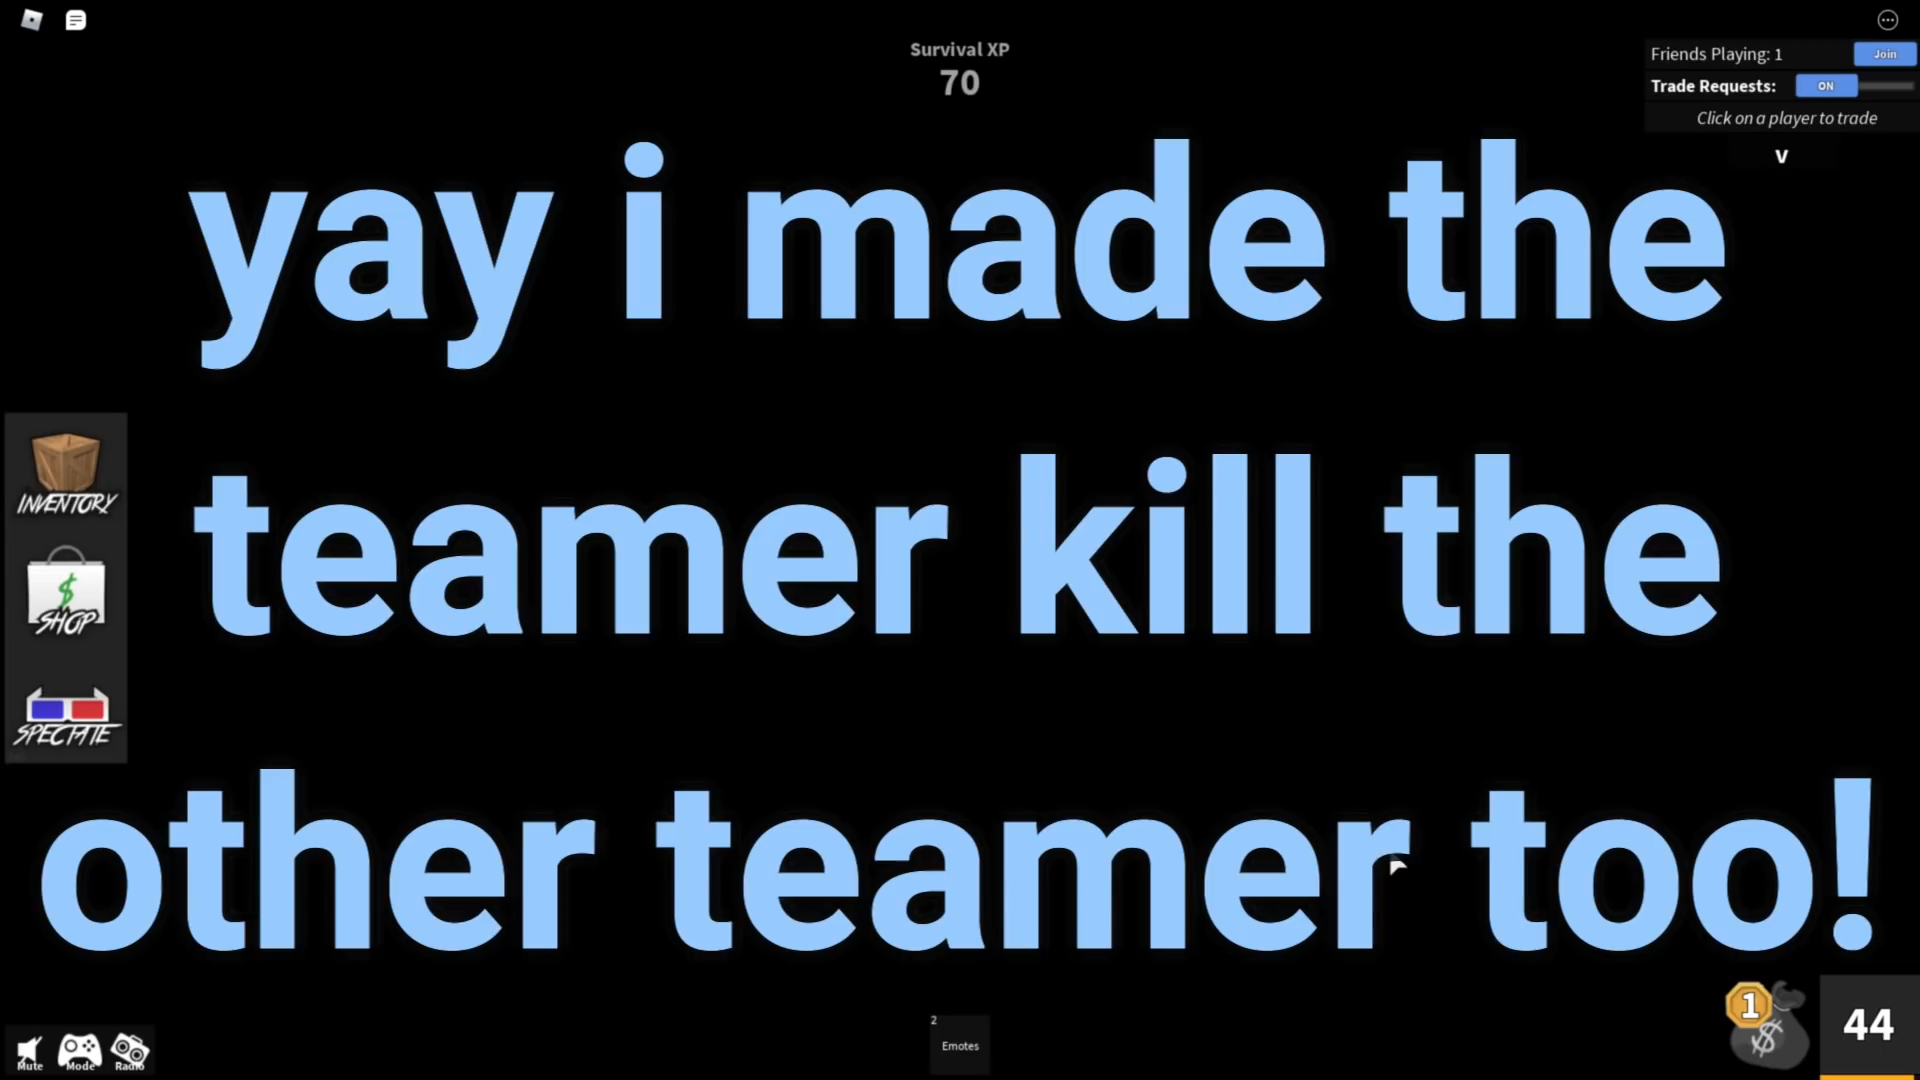 Survival XP
70
Friends Playing: 1
Join
Trade Requests:
ON
Click on a player to trade
v
yay i made the
teamer kill the
other teamer too!
INVENTORY
$
SHOP
SPECTATE
Mute
Mode
Radio
2
Emotes
1
$
44